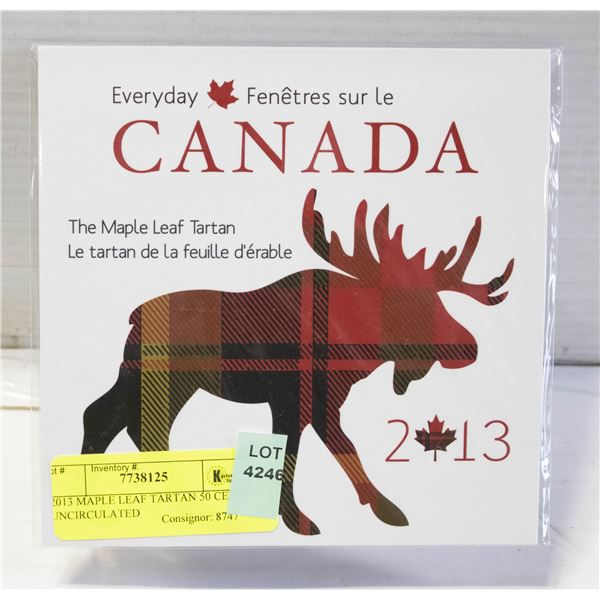 Everyday Fenêtres sur le
CANADA
The Maple Leaf Tartan
Le tartan de la feuille d'érable
2013
Inventory #:
7738125
LOT
4246
2013 MAPLE LEAF TARTAN 50
UNCIRCULATED Consignor: 8747